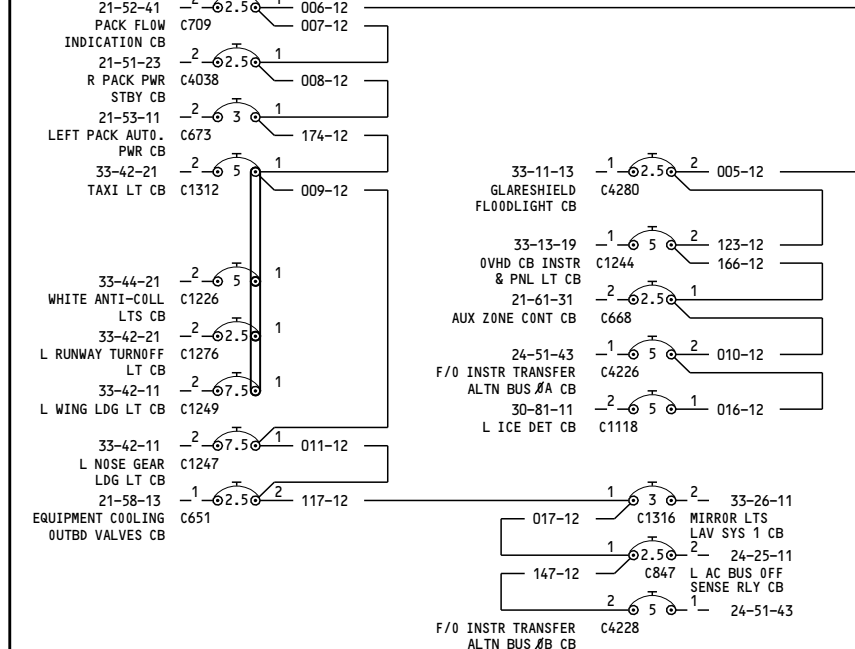 21-52-41 2 2.5 1 006-12
PACK FLOW C709 007-12
INDICATION CB
21-51-23 2 2.5 1
R PACK PWR C4038 008-12
STBY CB
21-53-11 2 3 1
LEFT PACK AUTO. C673 174-12
PWR CB
33-42-21 2 5 1
TAXI LT CB C1312 009-12
33-44-21 2 5 1
WHITE ANTI-COLL C1226
LTS CB
33-42-21 2 2.5 1
L RUNWAY TURNOFF C1276
LT CB
33-42-11 2 7.5 1
L WING LDG LT CB C1249
33-42-11 2 7.5 1 011-12
L NOSE GEAR C1247
LDG LT CB
21-58-13 1 2.5 2 117-12
EQUIPMENT COOLING C651
OUTBD VALVES CB
33-11-13 1 2.5 2 005-12
GLARESHIELD C4280
FLOODLIGHT CB
33-13-19 1 5 2 123-12
OVHD CB INSTR C1244 166-12
& PNL LT CB
21-61-31 2 2.5 1
AUX ZONE CONT CB C668
24-51-43 1 5 2 010-12
F/O INSTR TRANSFER C4226
ALTN BUS ØA CB
30-81-11 2 5 1 016-12
L ICE DET CB C1118
1 3 2 33-26-11
017-12 C1316 MIRROR LTS
LAV SYS 1 CB
1 2.5 2 24-25-11
147-12 C847 L AC BUS OFF
SENSE RLY CB
2 5 1 24-51-43
F/O INSTR TRANSFER C4228
ALTN BUS ØB CB